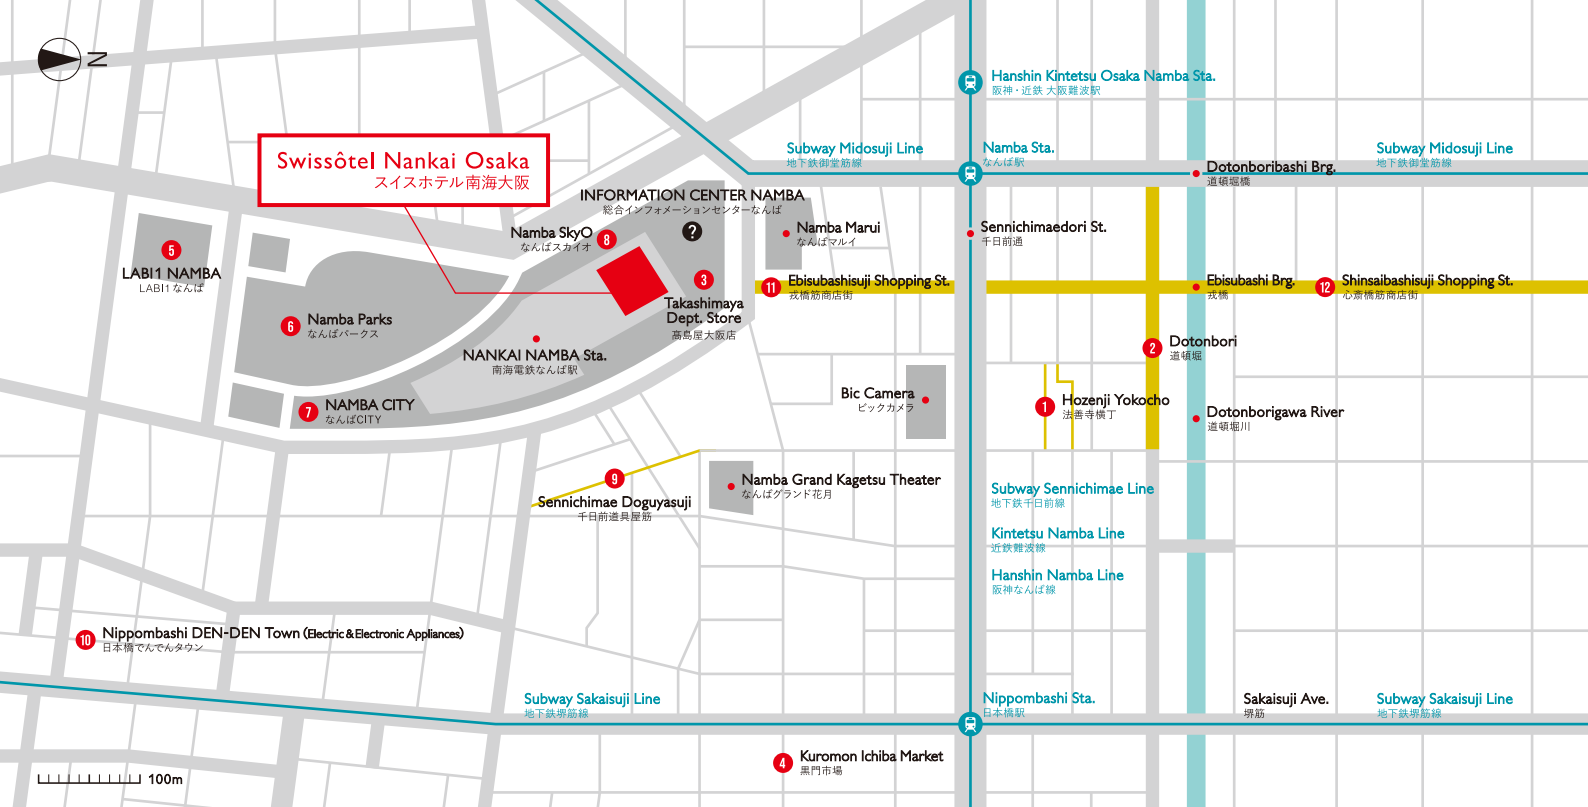 N
Hanshin Kintetsu Osaka Namba Sta.
阪神・近鉄 大阪難波駅
Swissôtel Nankai Osaka
スイスホテル南海大阪
Subway Midosuji Line
地下鉄御堂筋線
Namba Sta.
なんば駅
Dotonboribashi Brg.
道頓堀橋
Subway Midosuji Line
地下鉄御堂筋線
INFORMATION CENTER NAMBA
総合インフォメーションセンターなんば
?
Namba SkyO
なんばスカイオ
8
Namba Marui
なんばマルイ
Sennichimaedori St.
千日前通
5
LABI1 NAMBA
LABI1 なんば
3
Takashimaya
Dept. Store
高島屋大阪店
11
Ebisubashisuji Shopping St.
戎橋筋商店街
Ebisubashi Brg.
戎橋
12
Shinsaibashisuji Shopping St.
心斎橋筋商店街
6
Namba Parks
なんばパークス
NANKAI NAMBA Sta.
南海電鉄なんば駅
2
Dotonbori
道頓堀
7
NAMBA CITY
なんばCITY
Bic Camera
ビックカメラ
1
Hozenji Yokocho
法善寺横丁
Dotonborigawa River
道頓堀川
9
Sennichimae Doguyasuji
千日前道具屋筋
Namba Grand Kagetsu Theater
なんばグランド花月
Subway Sennichimae Line
地下鉄千日前線
Kintetsu Namba Line
近鉄難波線
Hanshin Namba Line
阪神なんば線
10
Nippombashi DEN-DEN Town (Electric & Electronic Appliances)
日本橋でんでんタウン
Subway Sakaisuji Line
地下鉄堺筋線
Nippombashi Sta.
日本橋駅
Sakaisuji Ave.
堺筋
Subway Sakaisuji Line
地下鉄堺筋線
4
Kuromon Ichiba Market
黒門市場
100m